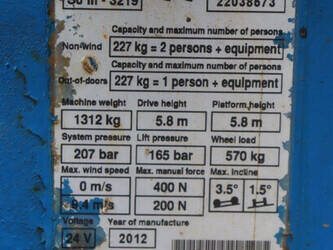 3219
22038673
Capacity and maximum number of persons
Non-wind 227 kg = 2 persons + equipment
Capacity and maximum number of persons
Out-of-doors 227 kg = 1 person + equipment
Machine weight Drive height Platform height
1312 kg 5.8 m 5.8 m
System pressure Lift pressure Wheel load
207 bar 165 bar 570 kg
Max. wind speed Max. manual force Max. incline
0 m/s 400 N 3.5° 1.5°
9.4 m/s 200 N
Voltage Year of manufacture
24 V 2012